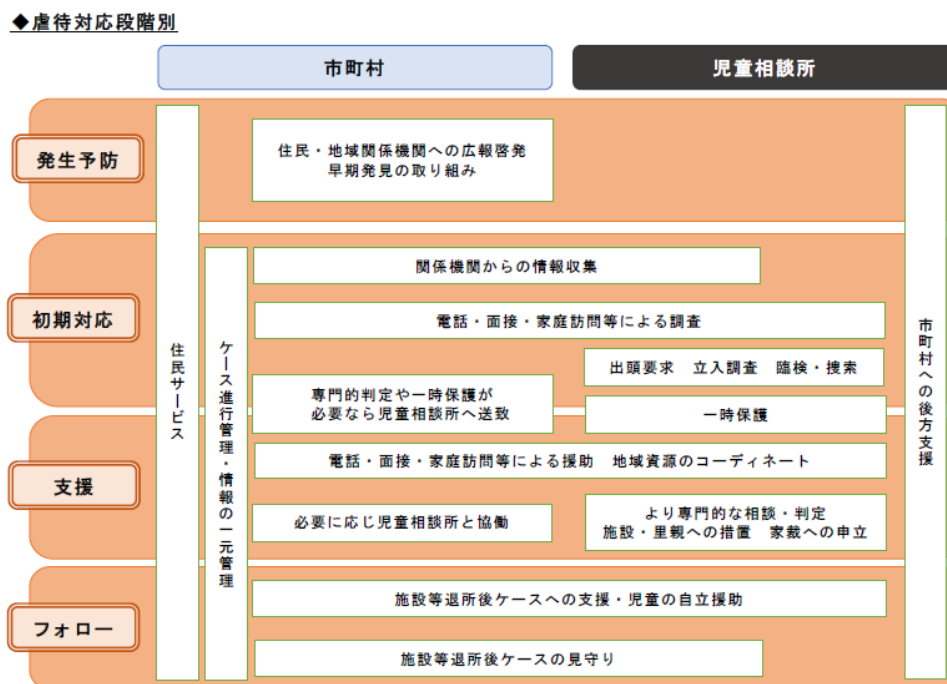 ◆虐待対応段階別
市町村
児童相談所
発生予防
住民・地域関係機関への広報啓発
早期発見の取り組み
初期対応
住民サービス
ケース進行管理・情報の一元管理
関係機関からの情報収集
電話・面接・家庭訪問等による調査
出頭要求　立入調査　臨検・捜索
専門的判定や一時保護が
必要なら児童相談所へ送致
一時保護
市町村への後方支援
支援
電話・面接・家庭訪問等による援助　地域資源のコーディネート
必要に応じ児童相談所と協働
より専門的な相談・判定
施設・里親への措置　家裁への申立
フォロー
施設等退所後ケースへの支援・児童の自立援助
施設等退所後ケースの見守り